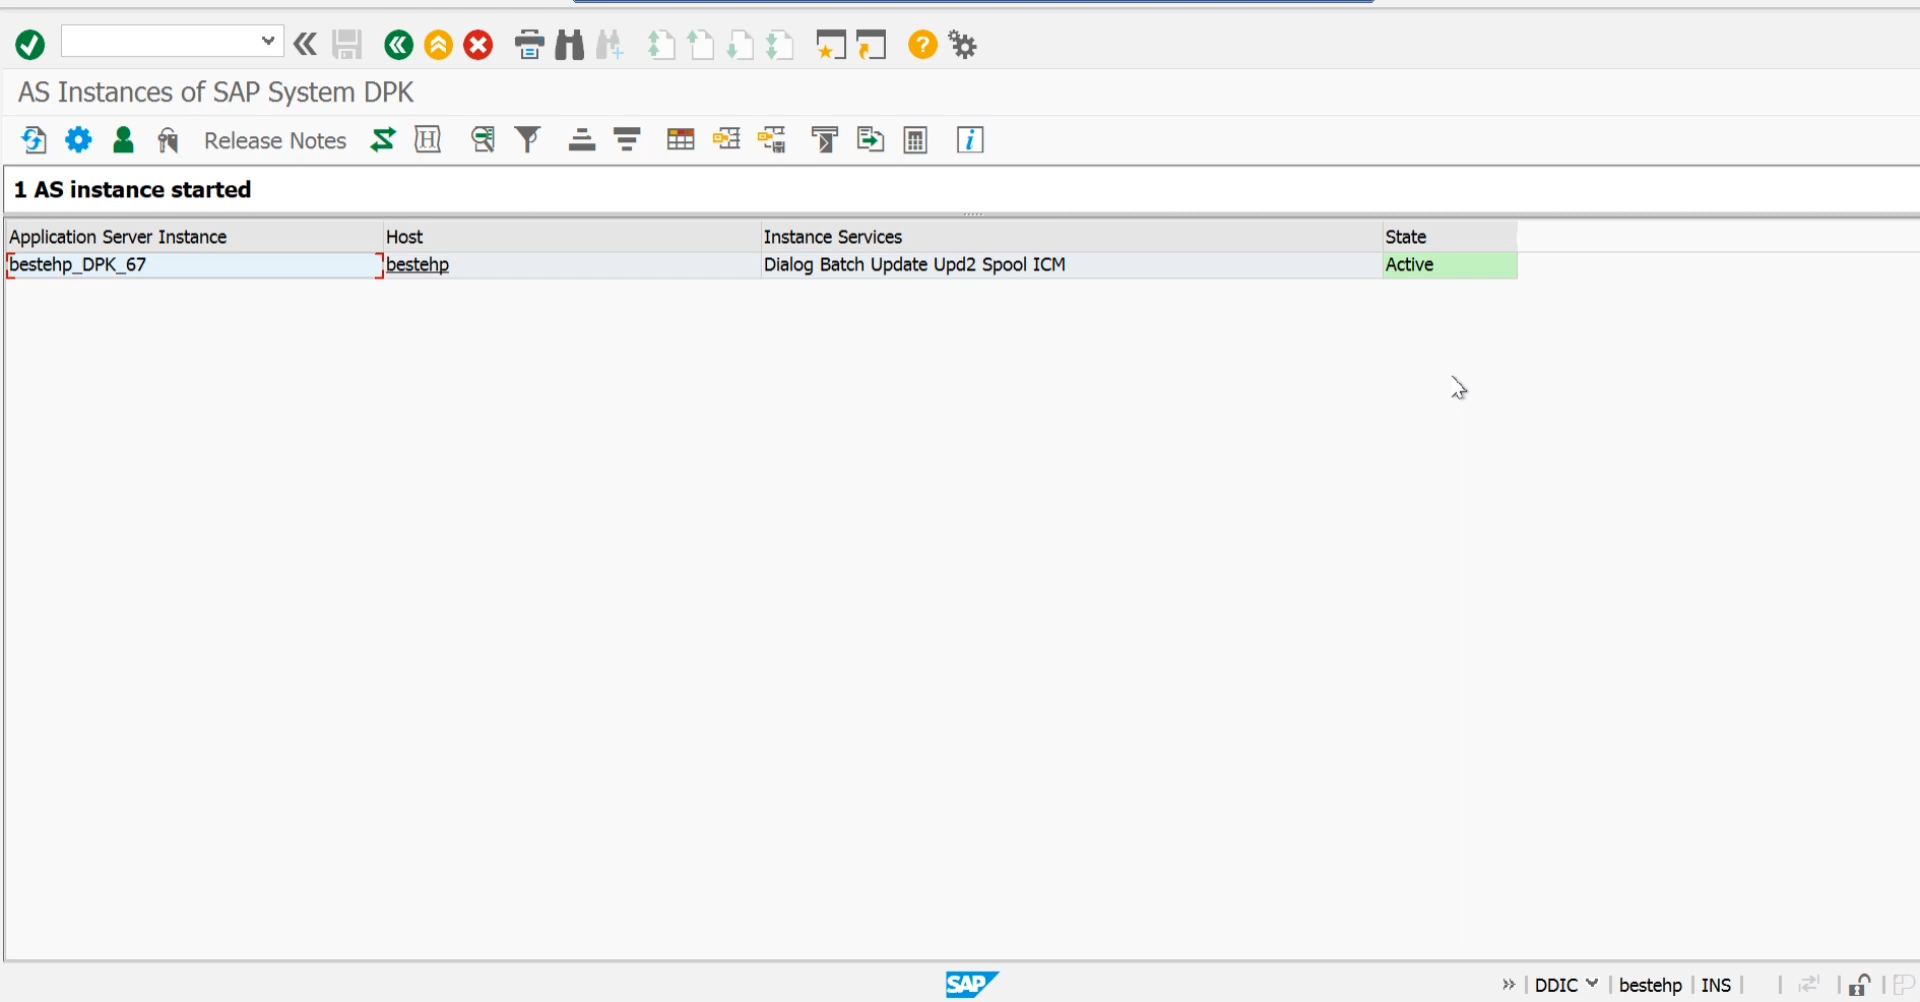 AS Instances of SAP System DPK
Release Notes
1 AS instance started
Application Server Instance Host Instance Services State
bestehp_DPK_67 bestehp Dialog Batch Update Upd2 Spool ICM Active
SAP DDIC bestehp INS